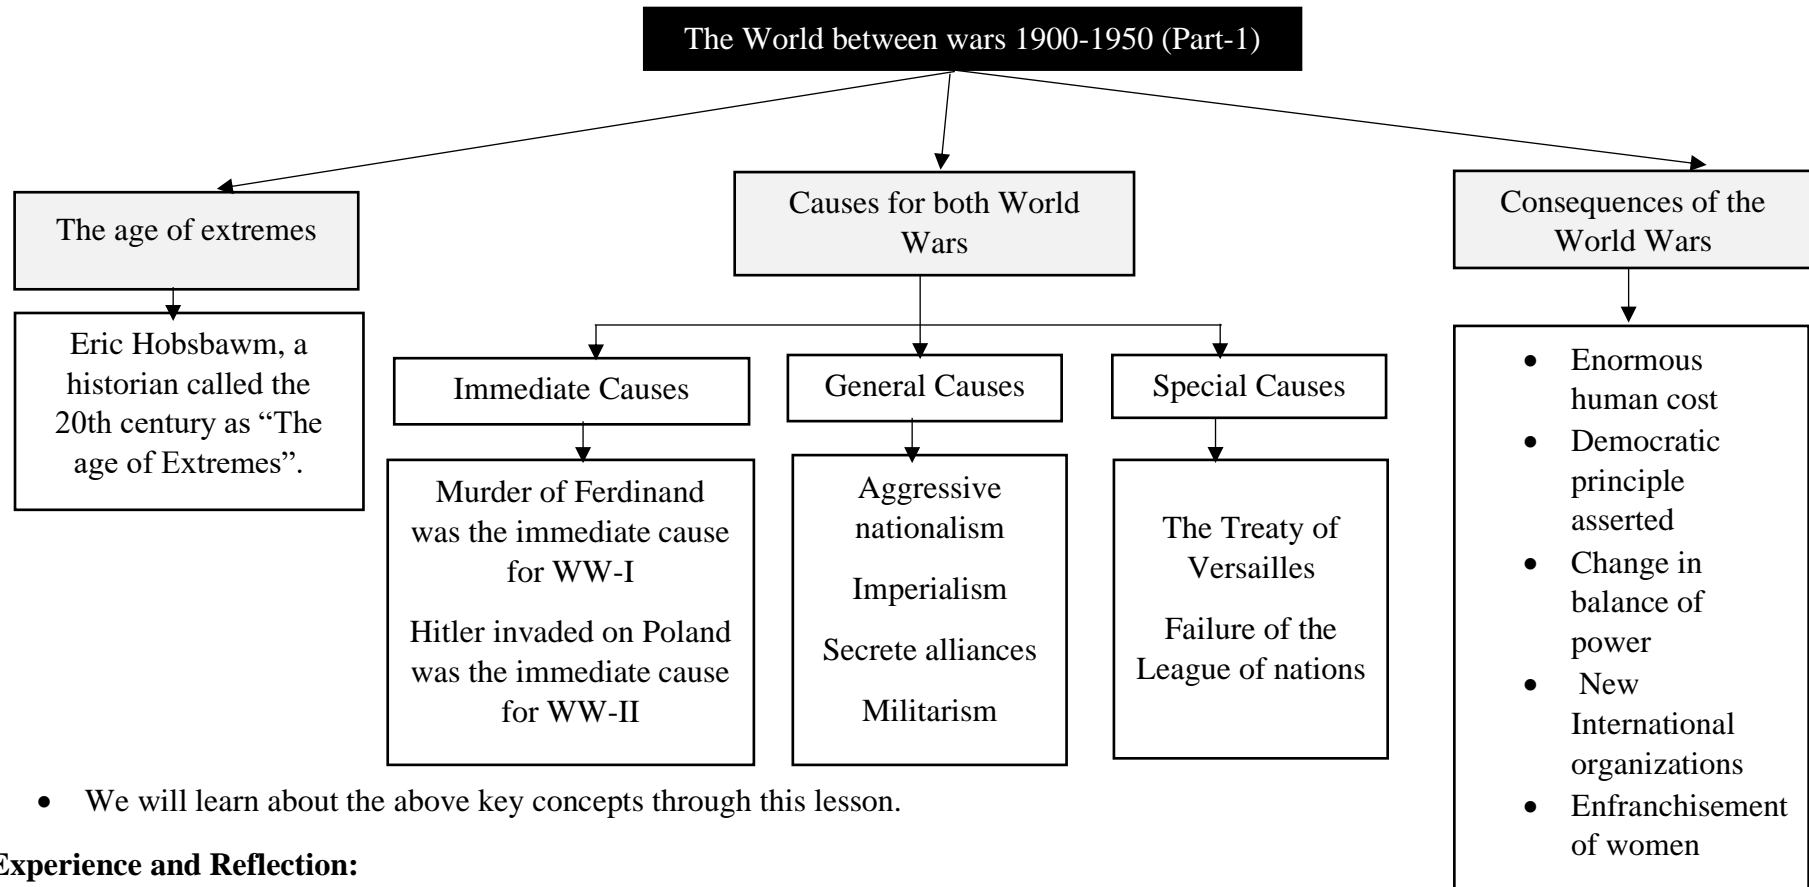 The World between wars 1900-1950 (Part-1)
The age of extremes
Eric Hobsbawm, a
historian called the
20th century as “The
age of Extremes”.
Causes for both World
Wars
Immediate Causes
Murder of Ferdinand
was the immediate cause
for WW-I
Hitler invaded on Poland
was the immediate cause
for WW-II
General Causes
Aggressive
nationalism
Imperialism
Secrete alliances
Militarism
Special Causes
The Treaty of
Versailles
Failure of the
League of nations
Consequences of the
World Wars
• Enormous
human cost
• Democratic
principle
asserted
• Change in
balance of
power
• New
International
organizations
• Enfranchisement
of women
• We will learn about the above key concepts through this lesson.
Experience and Reflection: